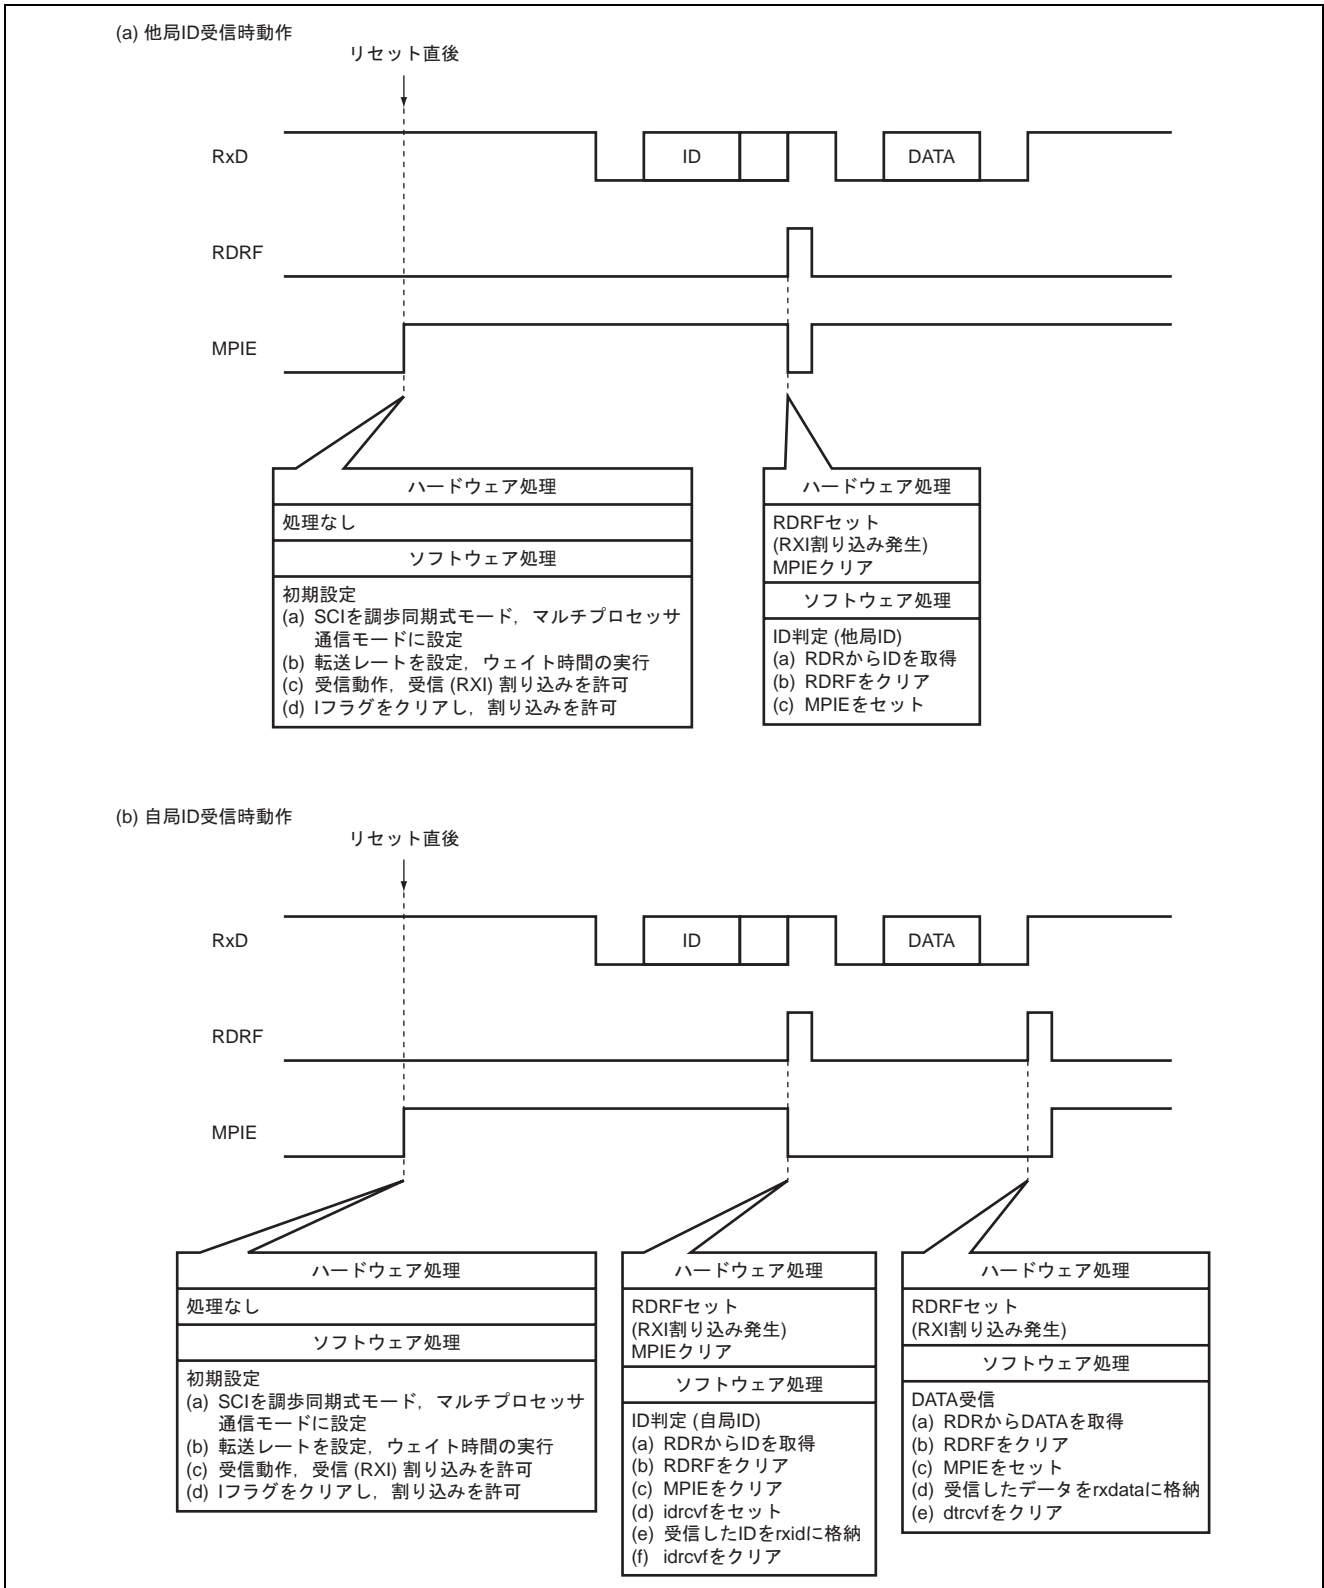 (a) 他局ID受信時動作
リセット直後
RxD
ID
DATA
RDRF
MPIE
ハードウェア処理
処理なし
ソフトウェア処理
初期設定
(a) SCIを調歩同期式モード，マルチプロセッサ
通信モードに設定
(b) 転送レートを設定，ウェイト時間の実行
(c) 受信動作，受信 (RXI) 割り込みを許可
(d) Iフラグをクリアし，割り込みを許可
ハードウェア処理
RDRFセット
(RXI割り込み発生)
MPIEクリア
ソフトウェア処理
ID判定 (他局ID)
(a) RDRからIDを取得
(b) RDRFをクリア
(c) MPIEをセット
(b) 自局ID受信時動作
リセット直後
RxD
ID
DATA
RDRF
MPIE
ハードウェア処理
処理なし
ソフトウェア処理
初期設定
(a) SCIを調歩同期式モード，マルチプロセッサ
通信モードに設定
(b) 転送レートを設定，ウェイト時間の実行
(c) 受信動作，受信 (RXI) 割り込みを許可
(d) Iフラグをクリアし，割り込みを許可
ハードウェア処理
RDRFセット
(RXI割り込み発生)
MPIEクリア
ソフトウェア処理
ID判定 (自局ID)
(a) RDRからIDを取得
(b) RDRFをクリア
(c) MPIEをクリア
(d) idrcvfをセット
(e) 受信したIDをrxidに格納
(f) idrcvfをクリア
ハードウェア処理
RDRFセット
(RXI割り込み発生)
ソフトウェア処理
DATA受信
(a) RDRからDATAを取得
(b) RDRFをクリア
(c) MPIEをセット
(d) 受信したデータをrxdataに格納
(e) dtrcvfをクリア